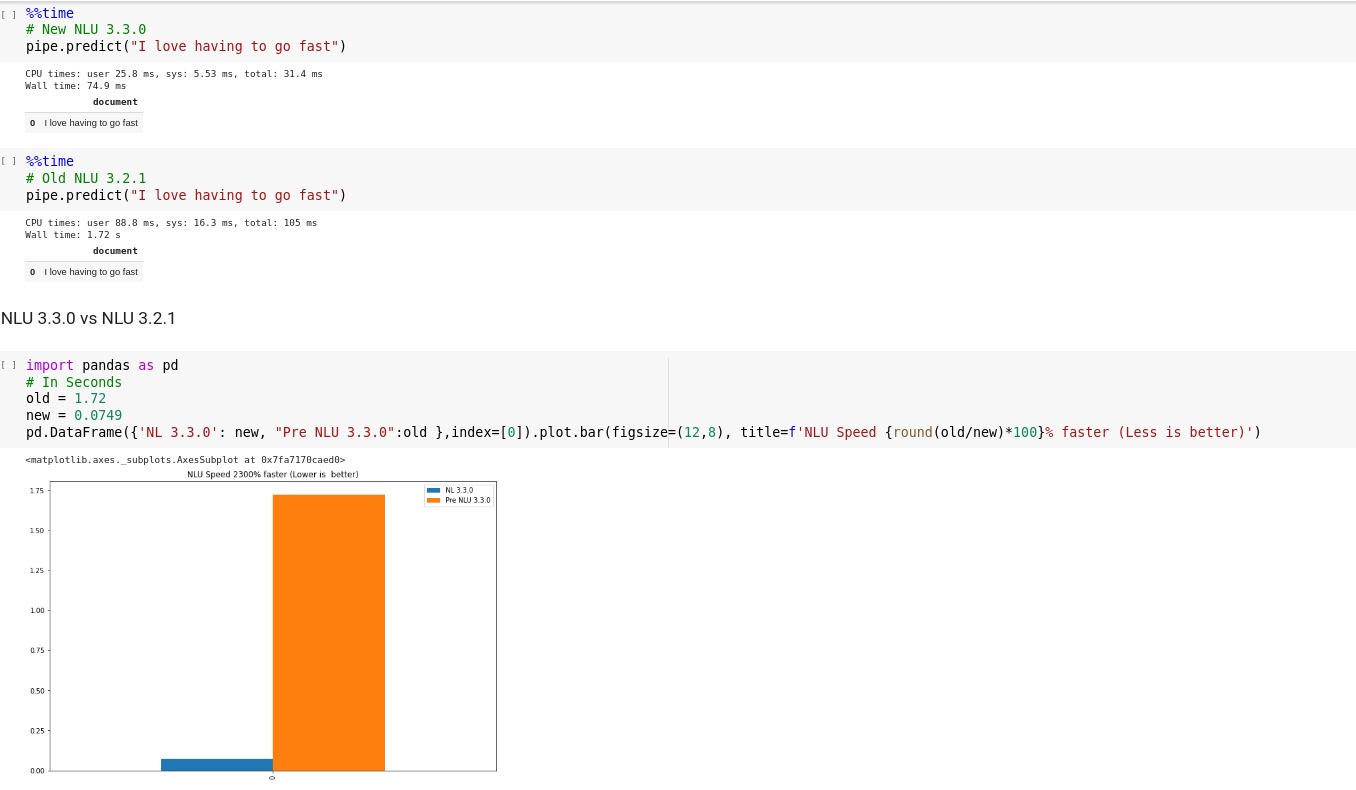 [ ] %%time
# New NLU 3.3.0
pipe.predict("I love having to go fast")
CPU times: user 25.8 ms, sys: 5.53 ms, total: 31.4 ms
Wall time: 74.9 ms
document
0 I love having to go fast
[ ] %%time
# Old NLU 3.2.1
pipe.predict("I love having to go fast")
CPU times: user 88.8 ms, sys: 16.3 ms, total: 105 ms
Wall time: 1.72 s
document
0 I love having to go fast
NLU 3.3.0 vs NLU 3.2.1
[ ] import pandas as pd
# In Seconds
old = 1.72
new = 0.0749
pd.DataFrame({'NL 3.3.0': new, "Pre NLU 3.3.0":old },index=[0]).plot.bar(figsize=(12,8), title=f'NLU Speed {round(old/new)*100}% faster (Less is better)')
<matplotlib.axes._subplots.AxesSubplot at 0x7fa7170caed0>
NLU Speed 2300% faster (Lower is  better)
NL 3.3.0
Pre NLU 3.3.0
1.75
1.50
1.25
1.00
0.75
0.50
0.25
0.00
0